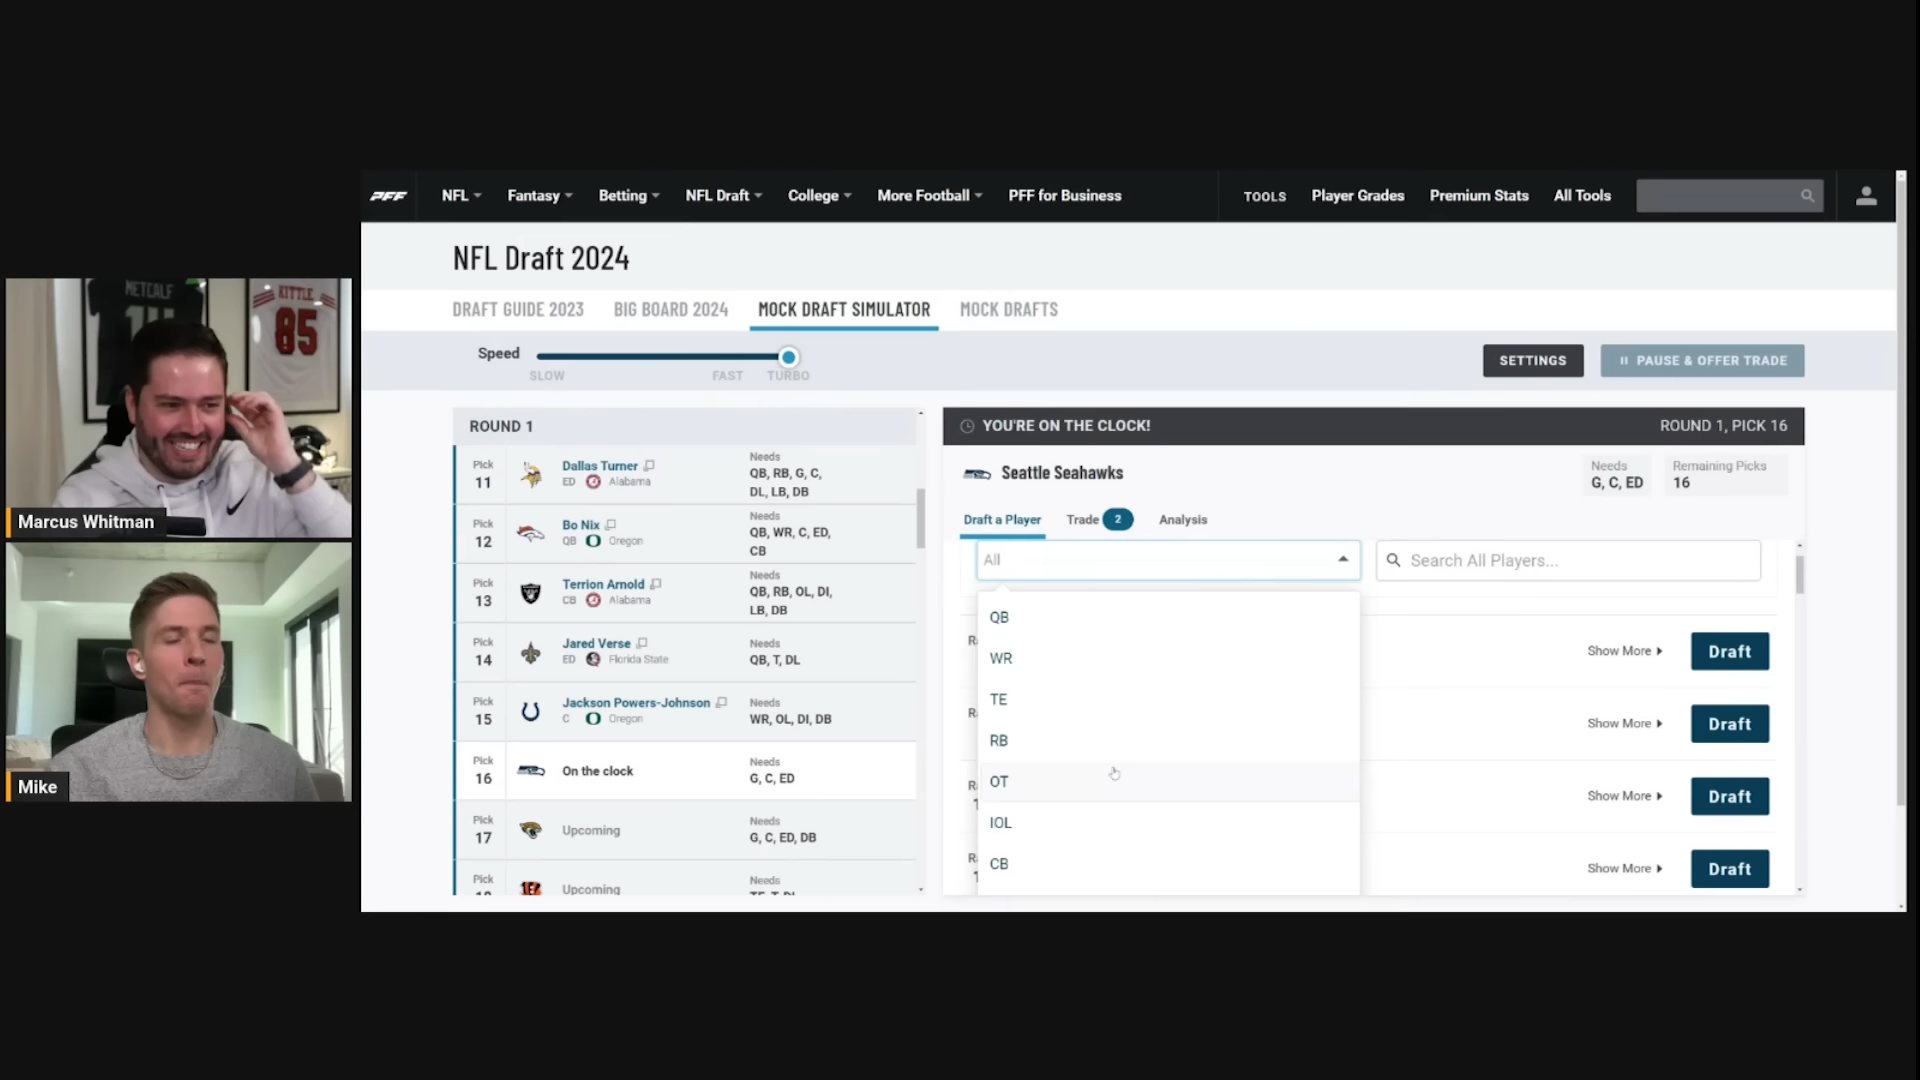 PFF
NFL
Fantasy
Betting
NFL Draft
College
More Football
PFF for Business
TOOLS
Player Grades
Premium Stats
All Tools
NFL Draft 2024
DRAFT GUIDE 2023
BIG BOARD 2024
MOCK DRAFT SIMULATOR
MOCK DRAFTS
Speed
SLOW
FAST
TURBO
SETTINGS
PAUSE & OFFER TRADE
METCALF
KITTLE
85
Marcus Whitman
Mike
ROUND 1
Pick
11
Dallas Turner
ED Alabama
Needs
QB, RB, G, C,
DL, LB, DB
Pick
12
Bo Nix
QB Oregon
Needs
QB, WR, C, ED,
CB
Pick
13
Terrion Arnold
CB Alabama
Needs
QB, RB, OL, DI,
LB, DB
Pick
14
Jared Verse
ED Florida State
Needs
QB, T, DL
Pick
15
Jackson Powers-Johnson
C Oregon
Needs
WR, OL, DI, DB
Pick
16
On the clock
Needs
G, C, ED
Pick
17
Upcoming
Needs
G, C, ED, DB
Pick
Upcoming
Needs
YOU'RE ON THE CLOCK!
ROUND 1, PICK 16
Seattle Seahawks
Needs
G, C, ED
Remaining Picks
16
Draft a Player
Trade 2
Analysis
All
Search All Players...
QB
WR
TE
RB
OT
IOL
CB
Show More
Draft
Show More
Draft
Show More
Draft
Show More
Draft